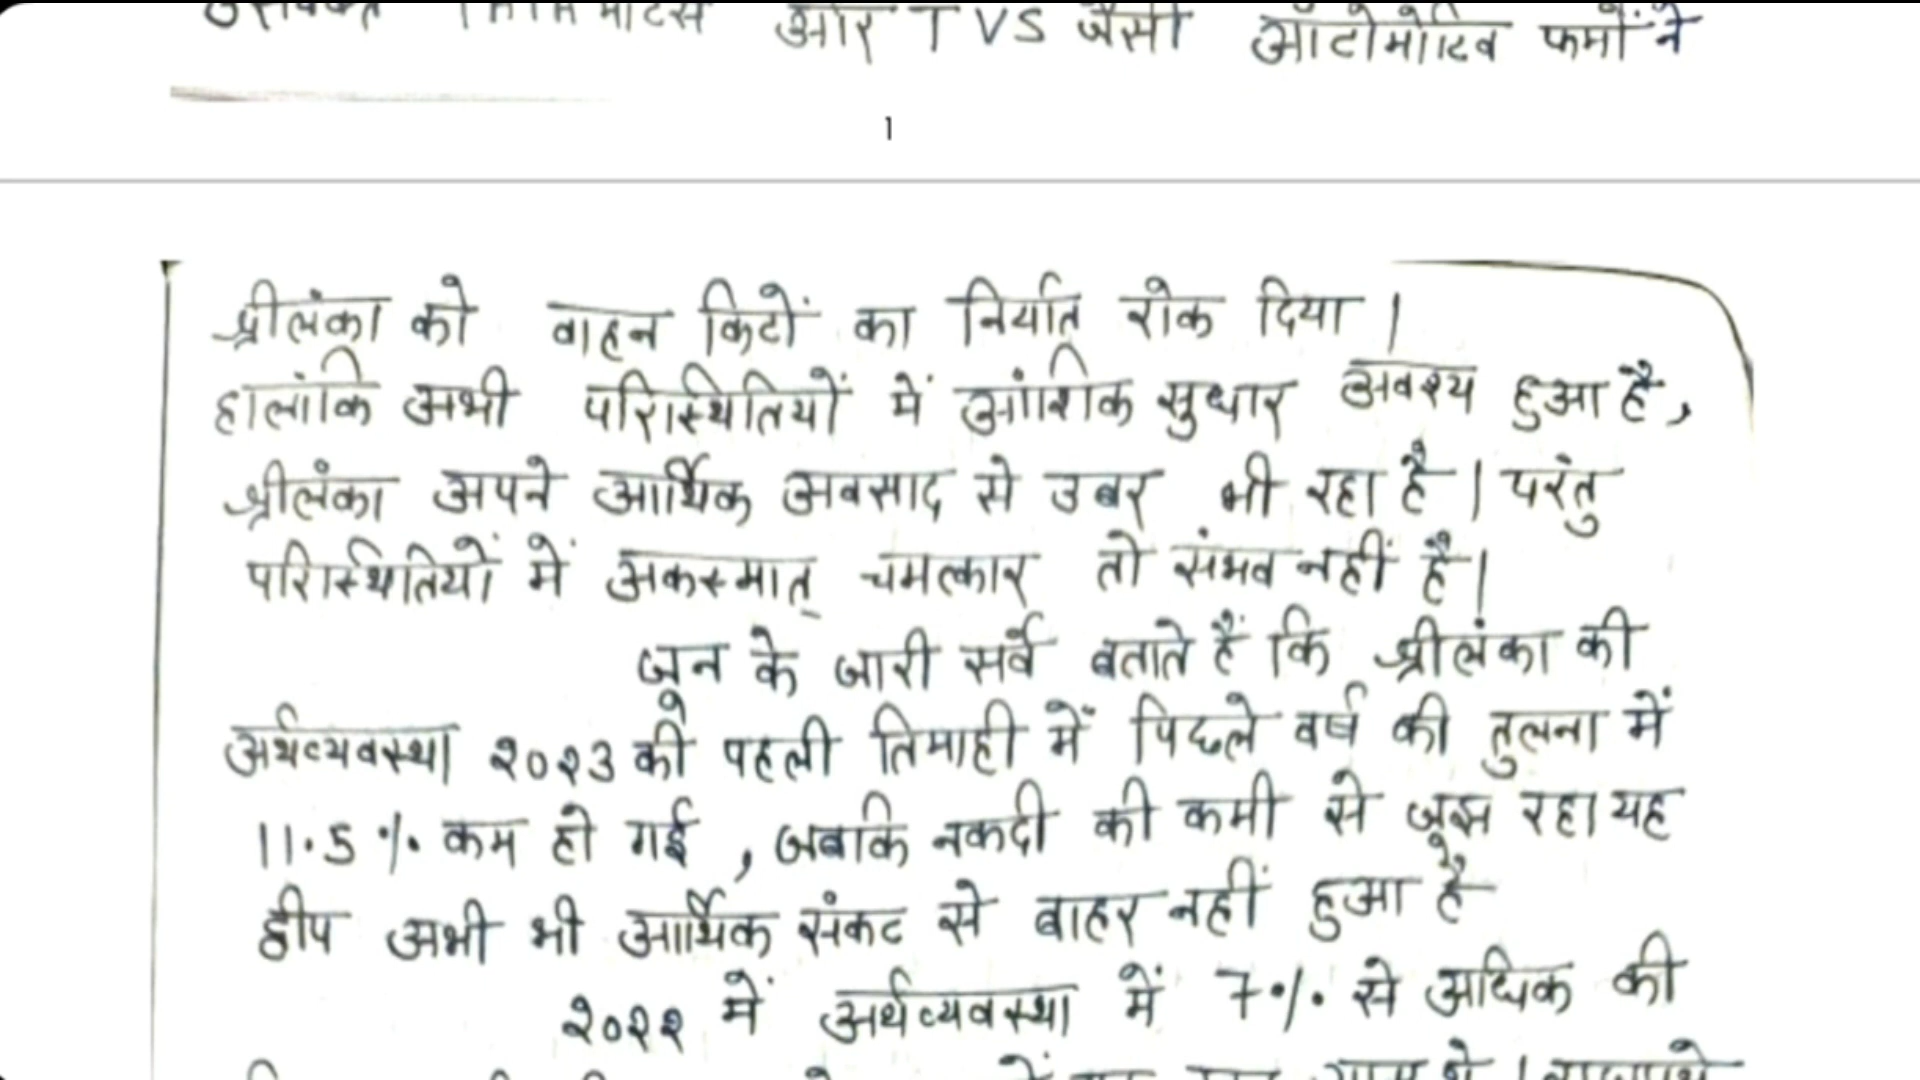 और TVS जैसी ऑटोमोटिव फर्मों ने
1
श्रीलंका को वाहन किटों का निर्यात रोक दिया ।
हालांकि अभी परिस्थितियों में आंशिक सुधार अवश्य हुआ है,
श्रीलंका अपने आर्थिक अवसाद से उबर भी रहा है । परंतु
परिस्थितियों में अकस्मात् चमत्कार तो संभव नहीं है ।
जून के जारी सर्वे बताते हैं कि श्रीलंका की
अर्थव्यवस्था २०२३ की पहली तिमाही में पिछले वर्ष की तुलना में
11.5 % कम हो गई , जबकि नकदी की कमी से जूझ रहा यह
द्वीप अभी भी आर्थिक संकट से बाहर नहीं हुआ है
२०२२ में अर्थव्यवस्था में 7 % से अधिक की